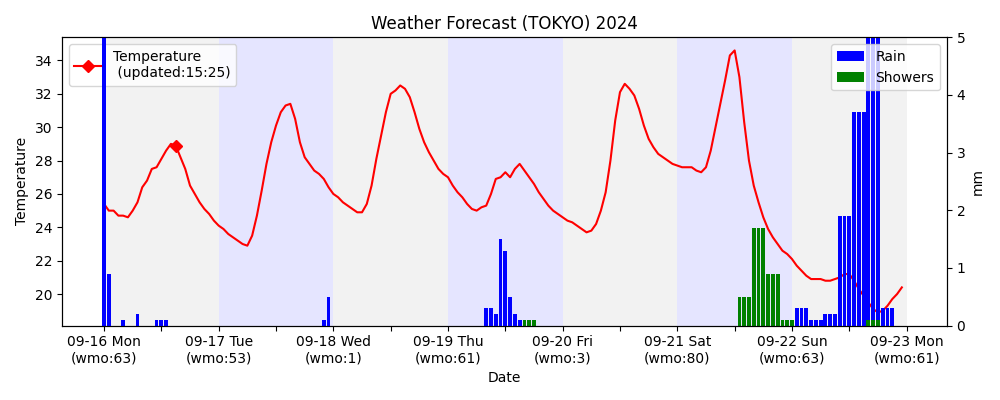 Weather Forecast (TOKYO) 2024
Temperature
(updated:15:25)
Rain
Showers
Temperature
34
32
30
28
26
24
22
20
5
4
3
2
1
0
mm
09-16 Mon
(wmo:63)
09-17 Tue
(wmo:53)
09-18 Wed
(wmo:1)
09-19 Thu
(wmo:61)
09-20 Fri
(wmo:3)
09-21 Sat
(wmo:80)
09-22 Sun
(wmo:63)
09-23 Mon
(wmo:61)
Date